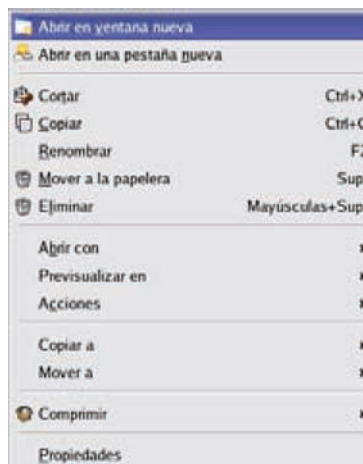 Abrir en ventana nueva
Abrir en una pestaña nueva
Cortar Ctrl+X
Copiar Ctrl+C
Renombrar F2
Mover a la papelera Sup
Eliminar Mayúsculas+Sup
Abrir con
Previsualizar en
Acciones
Copiar a
Mover a
Comprimir
Propiedades